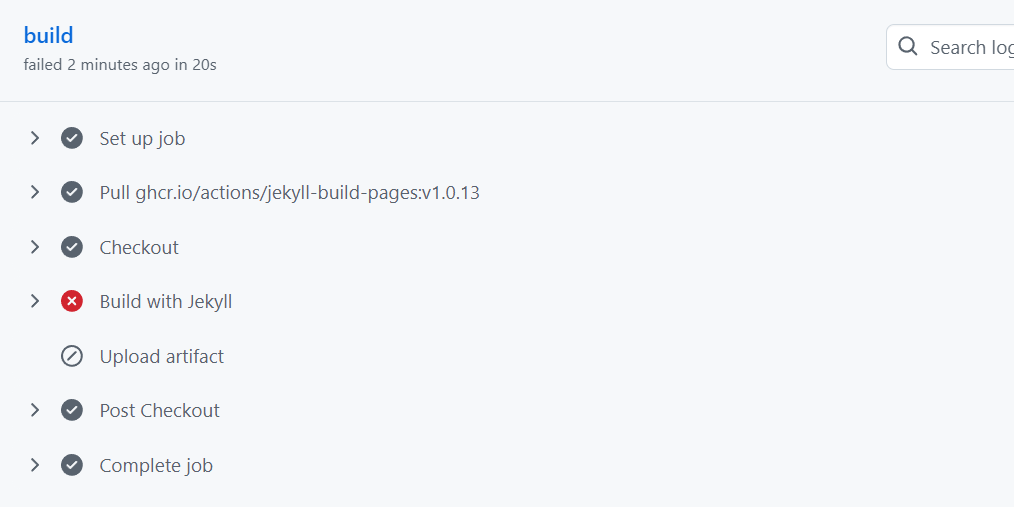 build
failed 2 minutes ago in 20s
Search log
Set up job
Pull ghcr.io/actions/jekyll-build-pages:v1.0.13
Checkout
Build with Jekyll
Upload artifact
Post Checkout
Complete job